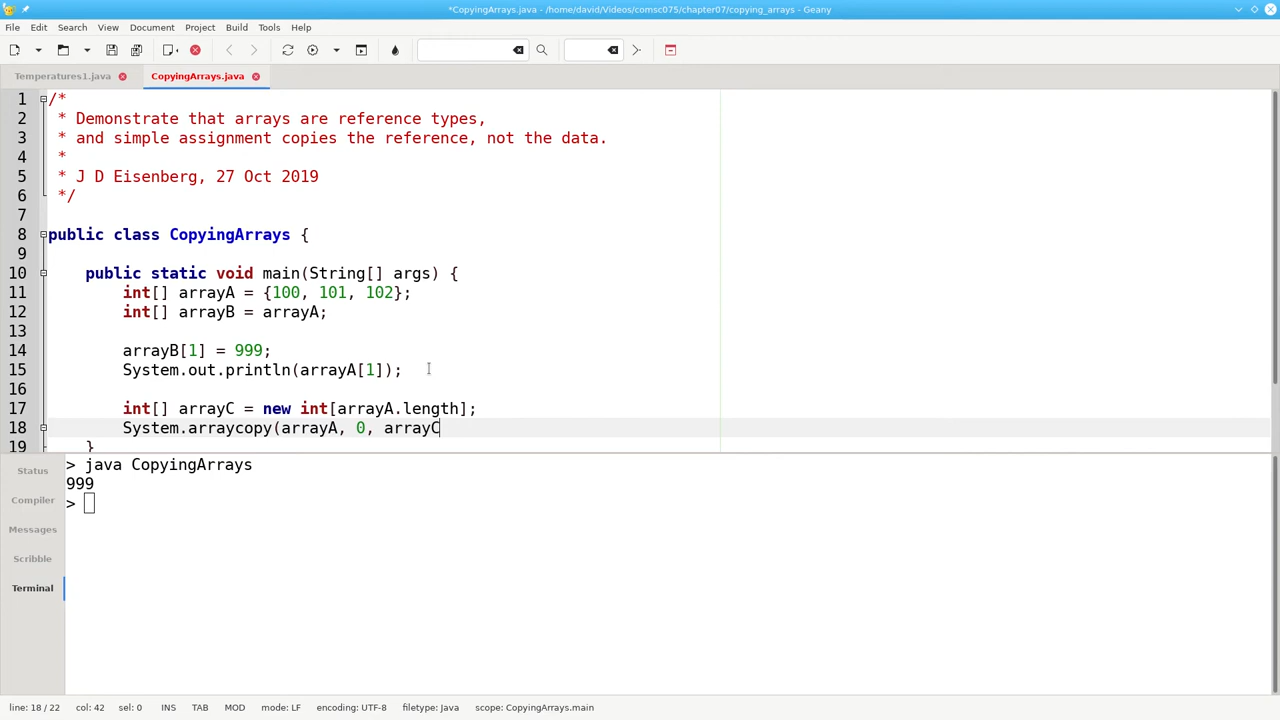 *CopyingArrays.java - /home/david/Videos/comsc075/chapter07/copying_arrays - Geany
File Edit Search View Document Project Build Tools Help
Temperatures1.java CopyingArrays.java
1 /*
2  * Demonstrate that arrays are reference types,
3  * and simple assignment copies the reference, not the data.
4  *
5  * J D Eisenberg, 27 Oct 2019
6  */
7
8 public class CopyingArrays {
9
10     public static void main(String[] args) {
11         int[] arrayA = {100, 101, 102};
12         int[] arrayB = arrayA;
13
14         arrayB[1] = 999;
15         System.out.println(arrayA[1]);
16
17         int[] arrayC = new int[arrayA.length];
18         System.arraycopy(arrayA, 0, arrayC
19     }
Status
Compiler
Messages
Scribble
Terminal
> java CopyingArrays
999
>
line: 18 / 22 col: 42 sel: 0 INS TAB MOD mode: LF encoding: UTF-8 filetype: Java scope: CopyingArrays.main